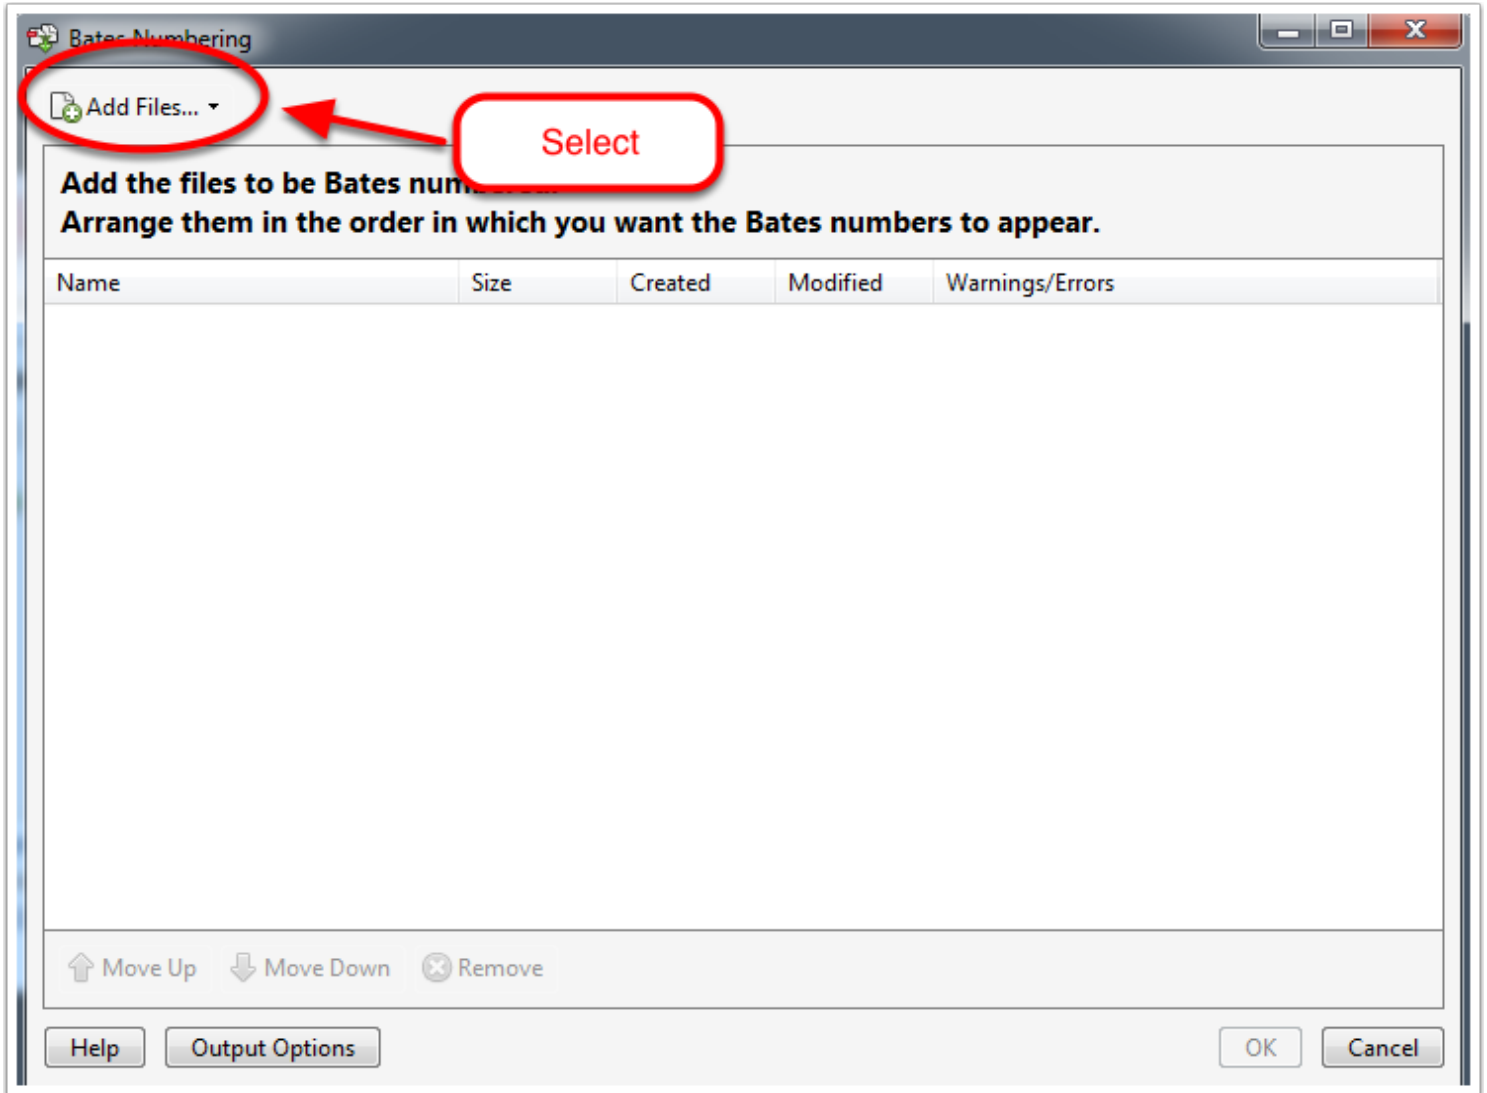 Bates Numbering
Add Files...
Select
Add the files to be Bates numbered.
Arrange them in the order in which you want the Bates numbers to appear.
Name Size Created Modified Warnings/Errors
Move Up Move Down Remove
Help Output Options OK Cancel